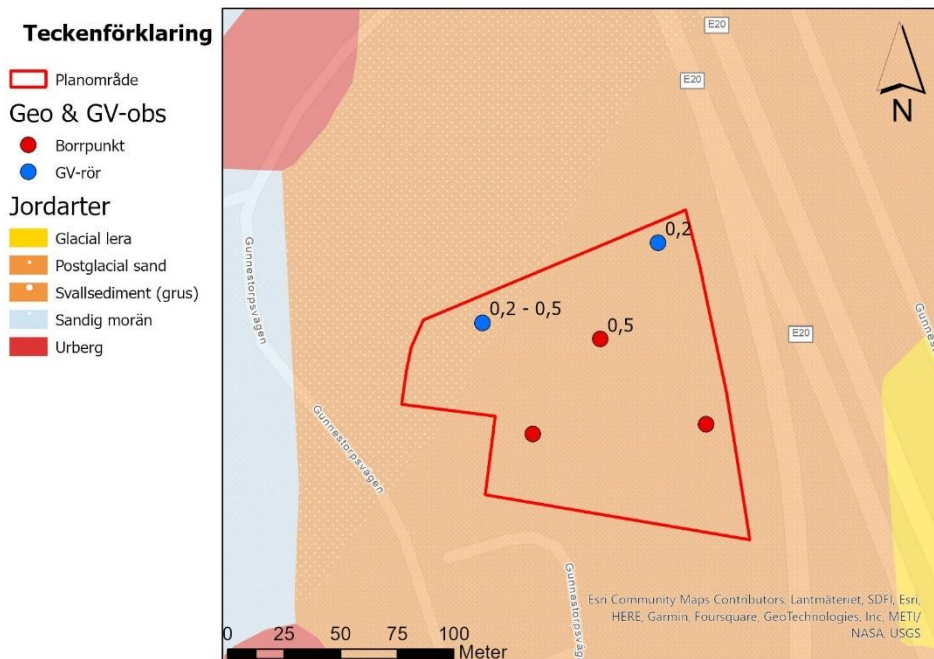 Teckenförklaring
Planområde
Geo & GV-obs
Borrpunkt
GV-rör
Jordarter
Glacial lera
Postglacial sand
Svallsediment (grus)
Sandig morän
Urberg
E20
E20
N
Gunnestorpsvägen
0,2
0,2 - 0,5
0,5
E20
Gunnest
Gunnestorpsvägen
Gunnestorpsvägen
Esri Community Maps Contributors, Lantmäteriet, SDFI, Esri,
HERE, Garmin, Foursquare, GeoTechnologies, Inc, METI/
NASA, USGS
0 25 50 75 100
Meter